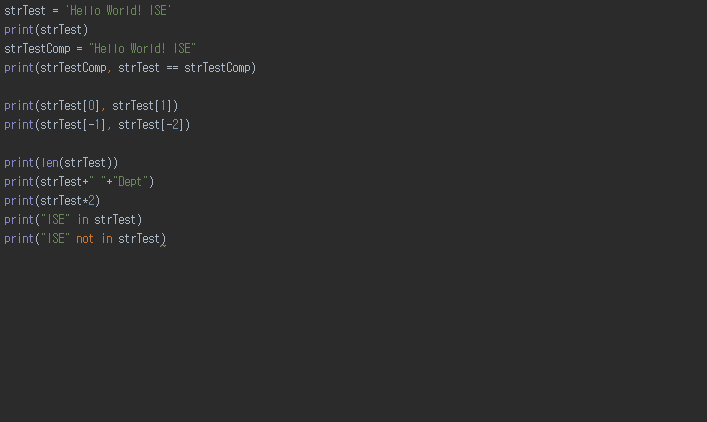 strTest = 'Hello World! ISE'
print(strTest)
strTestComp = "Hello World! ISE"
print(strTestComp, strTest == strTestComp)
print(strTest[0], strTest[1])
print(strTest[-1], strTest[-2])
print(len(strTest))
print(strTest+" "+"Dept")
print(strTest*2)
print("ISE" in strTest)
print("ISE" not in strTest)